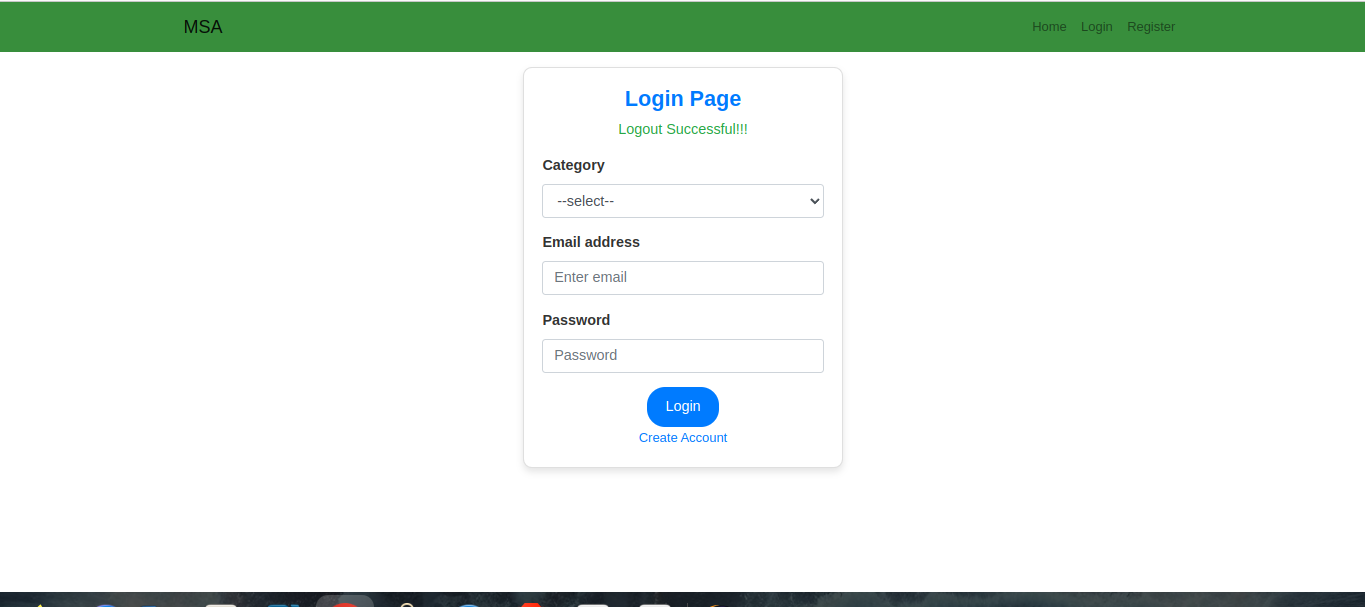 MSA
Home Login Register
Login Page
Logout Successful!!!
Category
--select--
Email address
Enter email
Password
Password
Login
Create Account